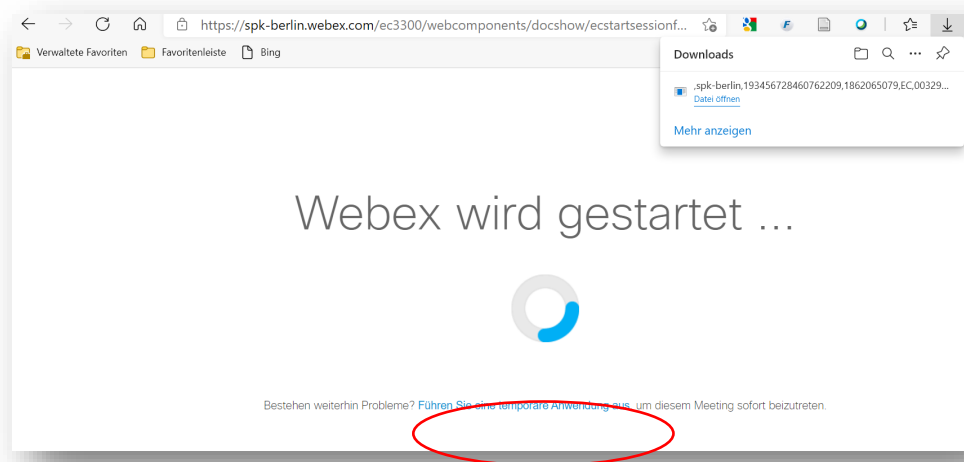 https://spk-berlin.webex.com/ec3300/webcomponents/docshow/ecstartsessionf...
Verwaltete Favoriten Favoritenleiste Bing
Downloads
,spk-berlin,193456728460762209,1862065079,EC,00329...
Datei öffnen
Mehr anzeigen
Webex wird gestartet ...
Bestehen weiterhin Probleme? Führen Sie eine temporäre Anwendung aus, um diesem Meeting sofort beizutreten.